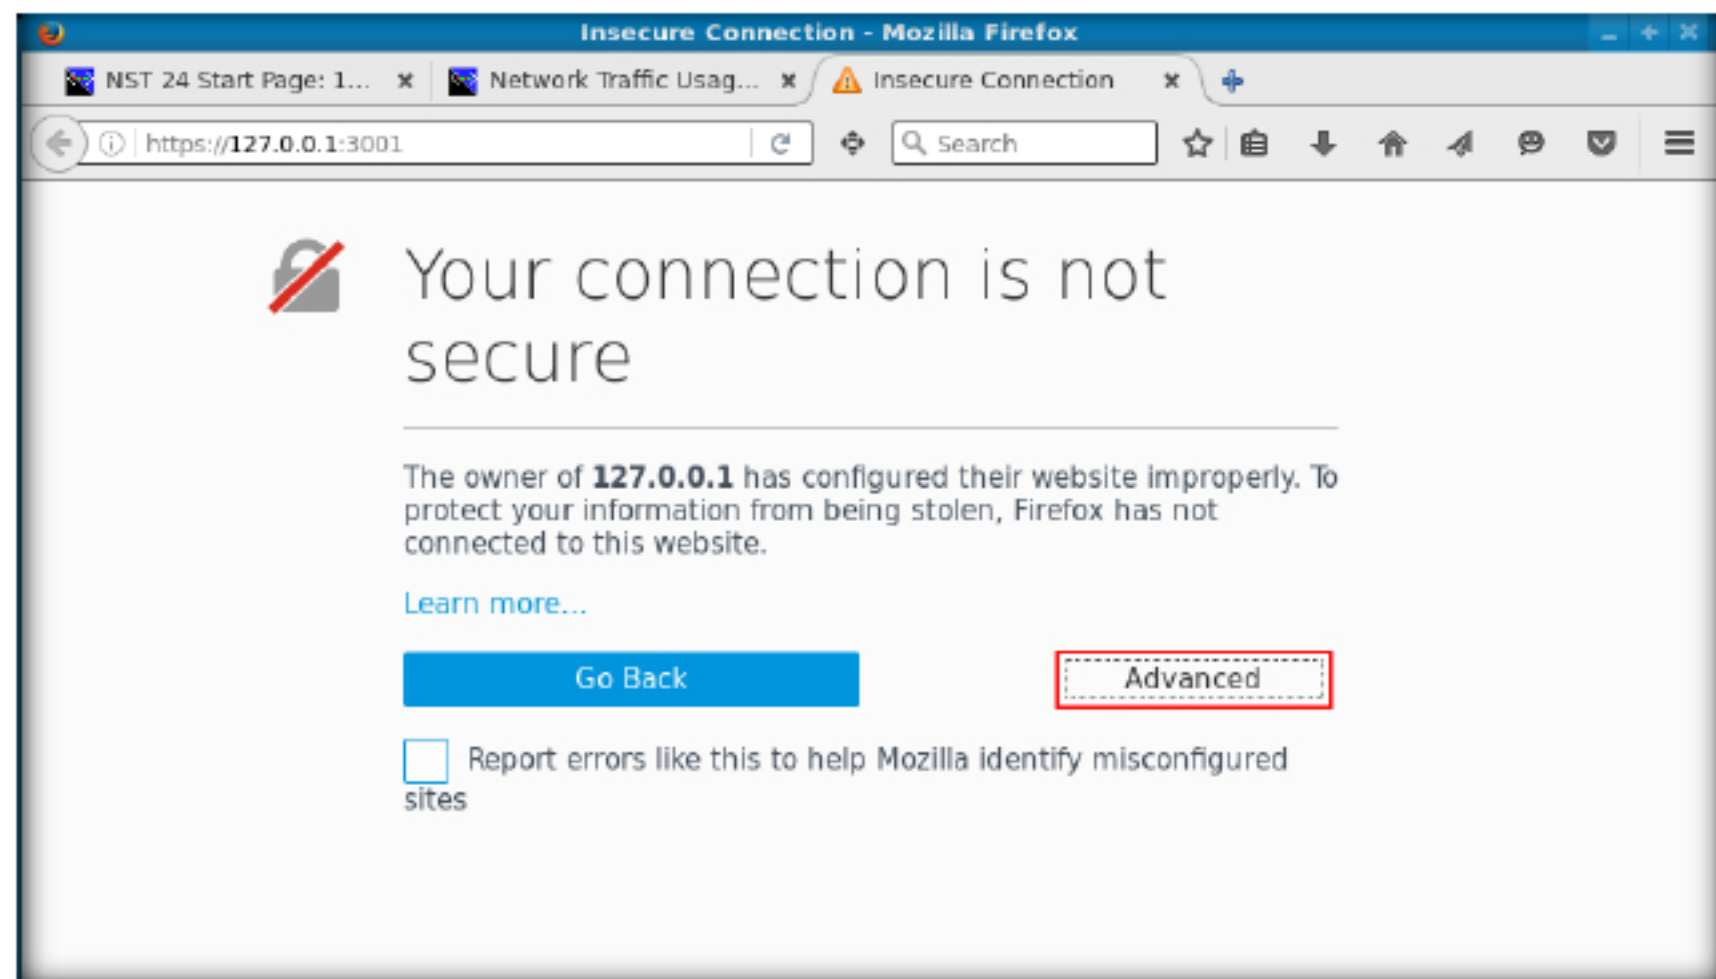 Insecure Connection - Mozilla Firefox
NST 24 Start Page: 1... Network Traffic Usag... Insecure Connection
https://127.0.0.1:3001 Search
Your connection is not
secure
The owner of 127.0.0.1 has configured their website improperly. To
protect your information from being stolen, Firefox has not
connected to this website.
Learn more...
Go Back Advanced
Report errors like this to help Mozilla identify misconfigured
sites